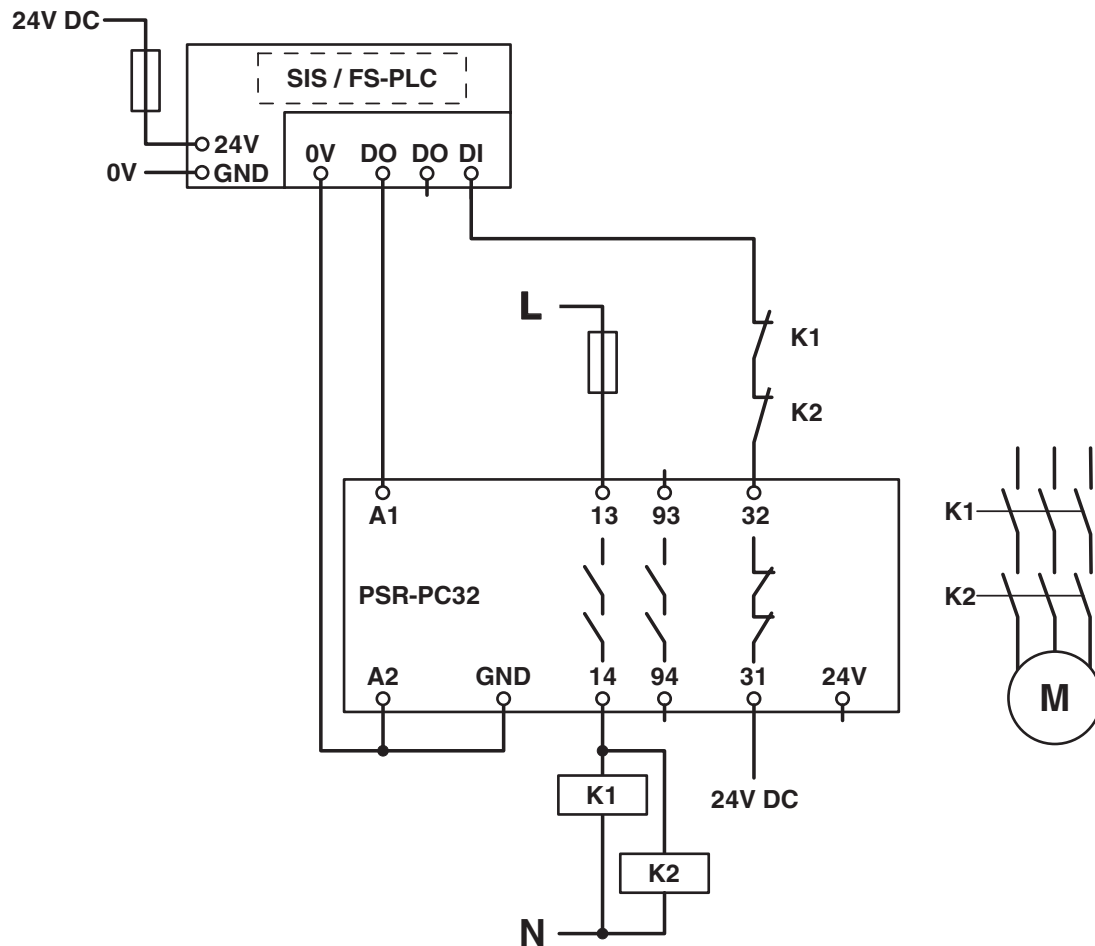 24V DC
SIS / FS-PLC
24V
0V DO DO DI
0V
GND
L
K1
K2
A1 13 93 32
K1
PSR-PC32
K2
A2 GND 14 94 31 24V
M
K1
24V DC
K2
N